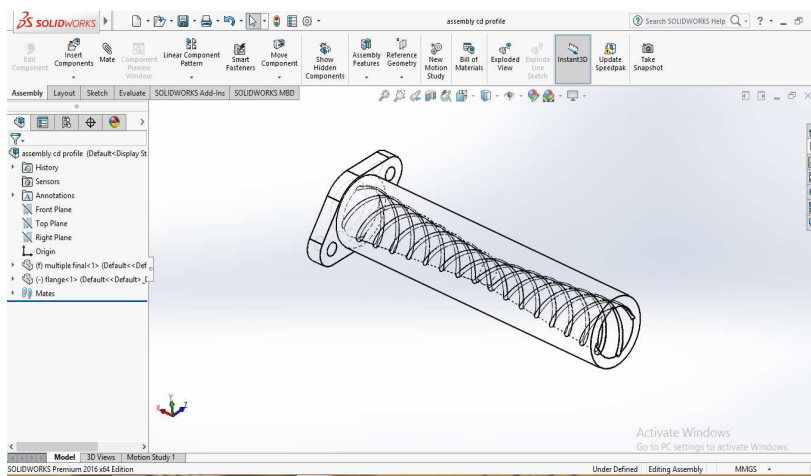 SOLIDWORKS
assembly cd profile
Search SOLIDWORKS Help
Edit Component
Insert Components
Mate
Component Preview Window
Linear Component Pattern
Smart Fasteners
Move Component
Show Hidden Components
Assembly Features
Reference Geometry
New Motion Study
Bill of Materials
Exploded View
Explode Line Sketch
Instant3D
Update Speedpak
Take Snapshot
Assembly Layout Sketch Evaluate SOLIDWORKS Add-Ins SOLIDWORKS MBD
assembly cd profile (Default<Display St
History
Sensors
Annotations
Front Plane
Top Plane
Right Plane
Origin
(f) multiple final<1> (Default<<Def
(-) flange<1> (Default<<Default>_D
Mates
Y
X
Z
Activate Windows
Go to PC settings to activate Windows.
Model 3D Views Motion Study 1
SOLIDWORKS Premium 2016 x64 Edition
Under Defined Editing Assembly MMGS